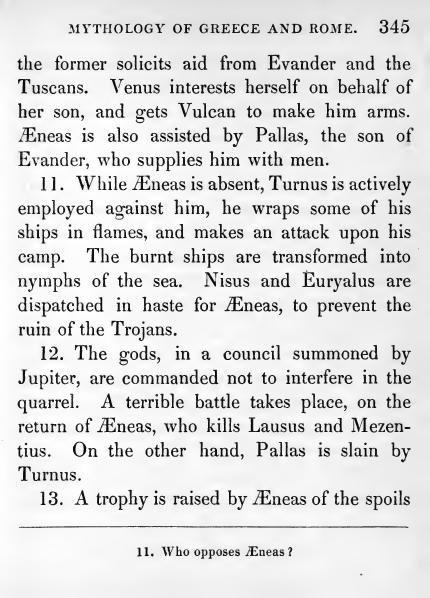 MYTHOLOGY OF GREECE AND ROME. 345
the former solicits aid from Evander and the
Tuscans. Venus interests herself on behalf of
her son, and gets Vulcan to make him arms.
Æneas is also assisted by Pallas, the son of
Evander, who supplies him with men.
11. While Æneas is absent, Turnus is actively
employed against him, he wraps some of his
ships in flames, and makes an attack upon his
camp. The burnt ships are transformed into
nymphs of the sea. Nisus and Euryalus are
dispatched in haste for Æneas, to prevent the
ruin of the Trojans.
12. The gods, in a council summoned by
Jupiter, are commanded not to interfere in the
quarrel. A terrible battle takes place, on the
return of Æneas, who kills Lausus and Mezen-
tius. On the other hand, Pallas is slain by
Turnus.
13. A trophy is raised by Æneas of the spoils
11. Who opposes Æneas?